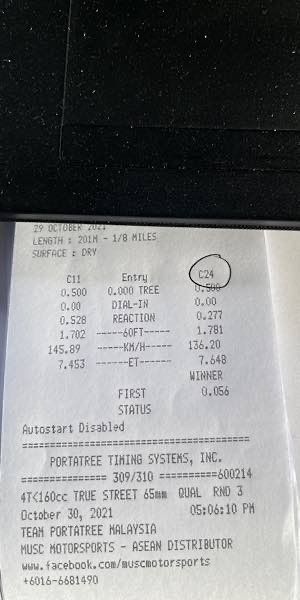 29 OCTOBER 2021
LENGTH : 201M - 1/8 MILES
SURFACE : DRY
C11 Entry C24
0.500 0.000 TREE 0.500
0.00 DIAL-IN 0.00
0.528 REACTION 0.277
1.702 -----60FT----- 1.781
145.89 -----KM/H----- 136.20
7.453 ------ET------ 7.648
WINNER
FIRST 0.056
STATUS
Autostart Disabled
========================================
PORTATREE TIMING SYSTEMS, INC.
=============== 309/310 ==========600214
4T<160cc TRUE STREET 65mm QUAL RND 3
October 30, 2021 05:06:10 PM
TEAM PORTATREE MALAYSIA
MUSC MOTORSPORTS - ASEAN DISTRIBUTOR
www.facebook.com/muscmotorsports
+6016-6681490